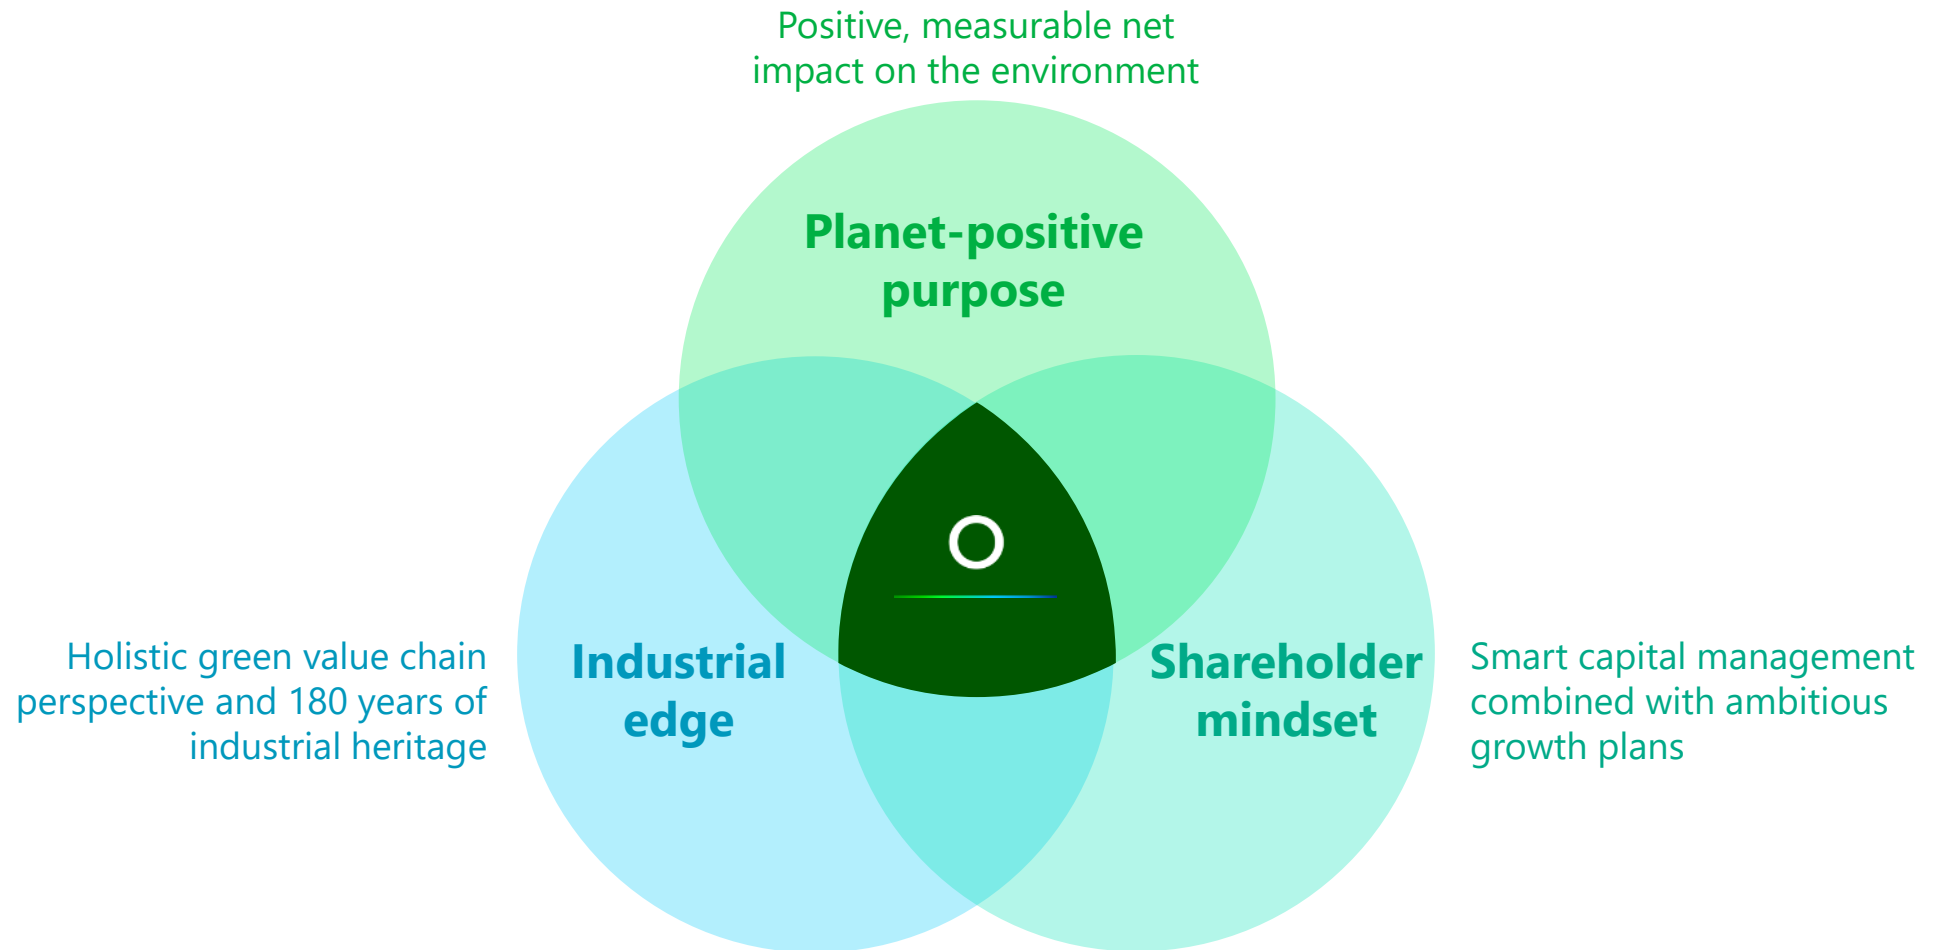 Positive, measurable net
impact on the environment
Planet-positive
purpose
Holistic green value chain
perspective and 180 years of
industrial heritage
Industrial
edge
Shareholder
mindset
Smart capital management
combined with ambitious
growth plans